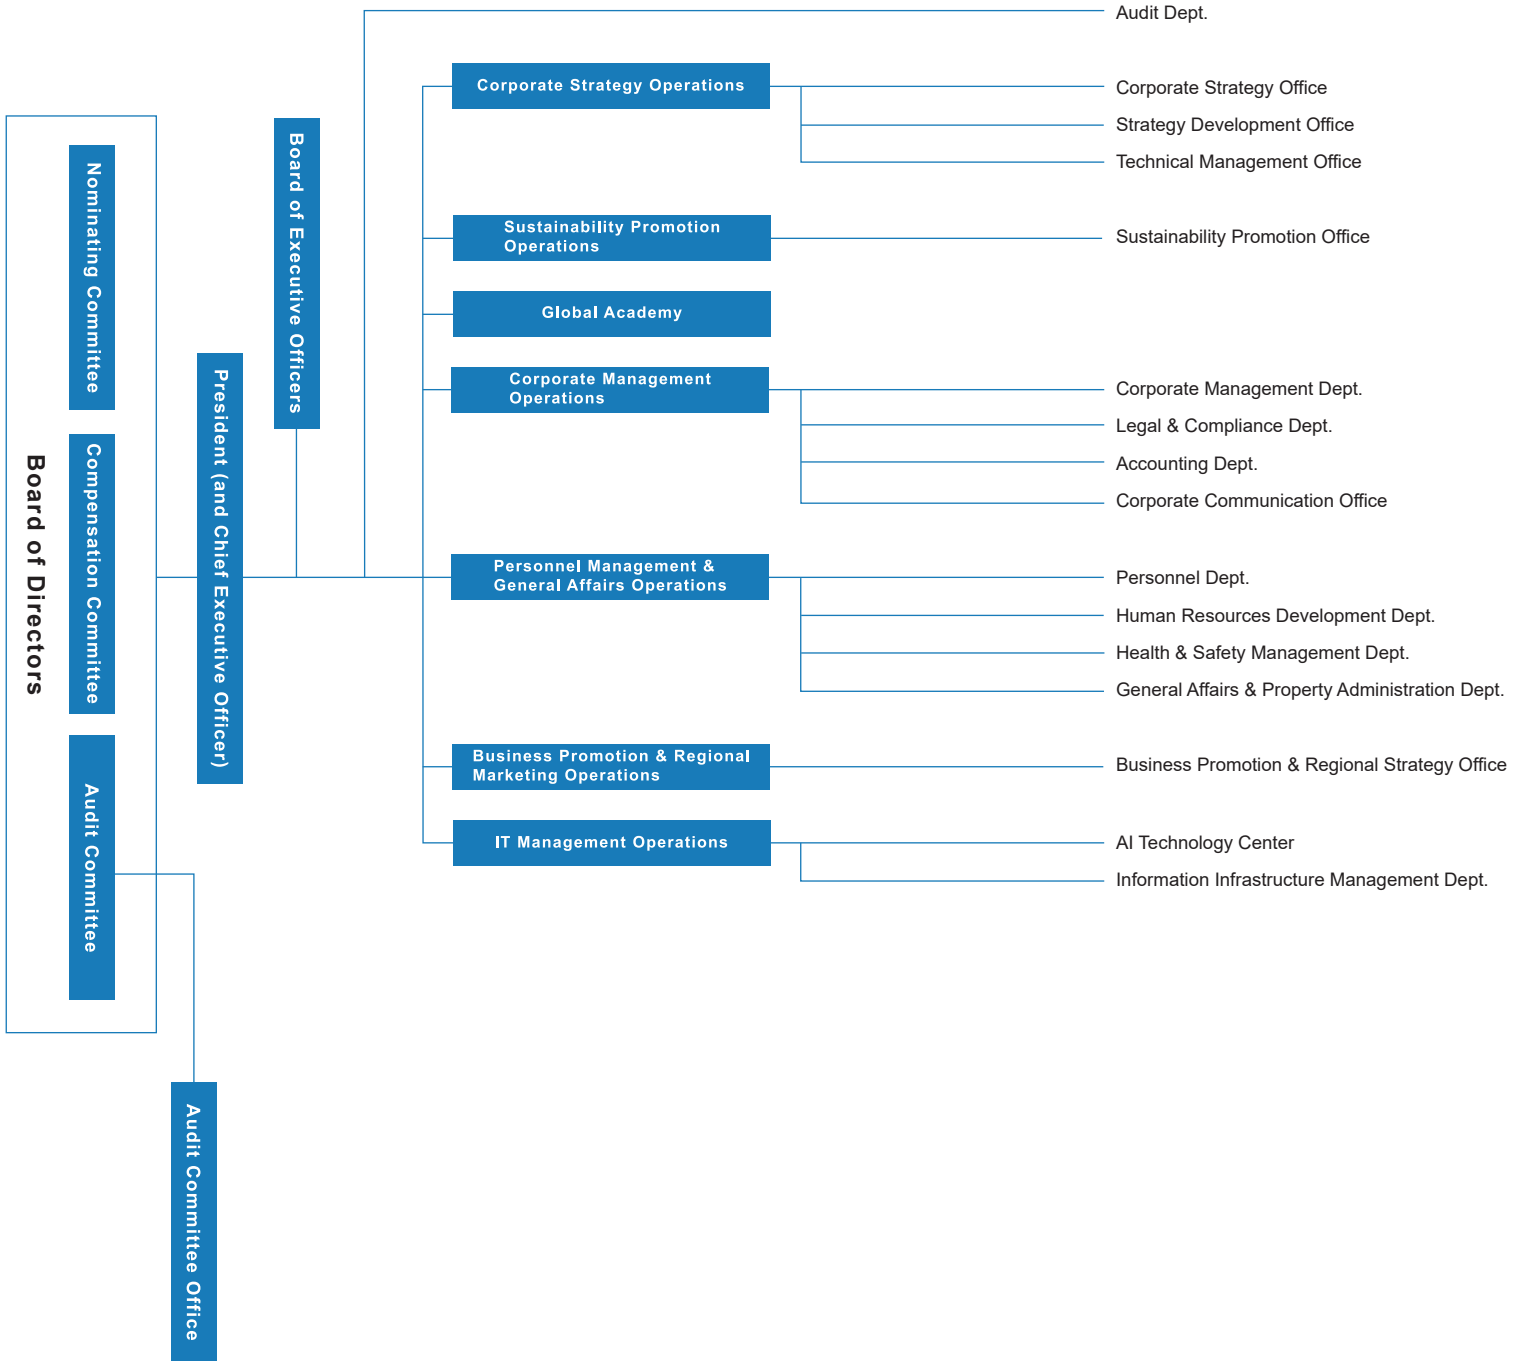 Board of Directors
Nominating Committee
Compensation Committee
Audit Committee
Audit Committee Office
President (and Chief Executive Officer)
Board of Executive Officers
Audit Dept.
Corporate Strategy Operations
Corporate Strategy Office
Strategy Development Office
Technical Management Office
Sustainability Promotion
Operations
Sustainability Promotion Office
Global Academy
Corporate Management
Operations
Corporate Management Dept.
Legal & Compliance Dept.
Accounting Dept.
Corporate Communication Office
Personnel Management &
General Affairs Operations
Personnel Dept.
Human Resources Development Dept.
Health & Safety Management Dept.
General Affairs & Property Administration Dept.
Business Promotion & Regional
Marketing Operations
Business Promotion & Regional Strategy Office
IT Management Operations
AI Technology Center
Information Infrastructure Management Dept.